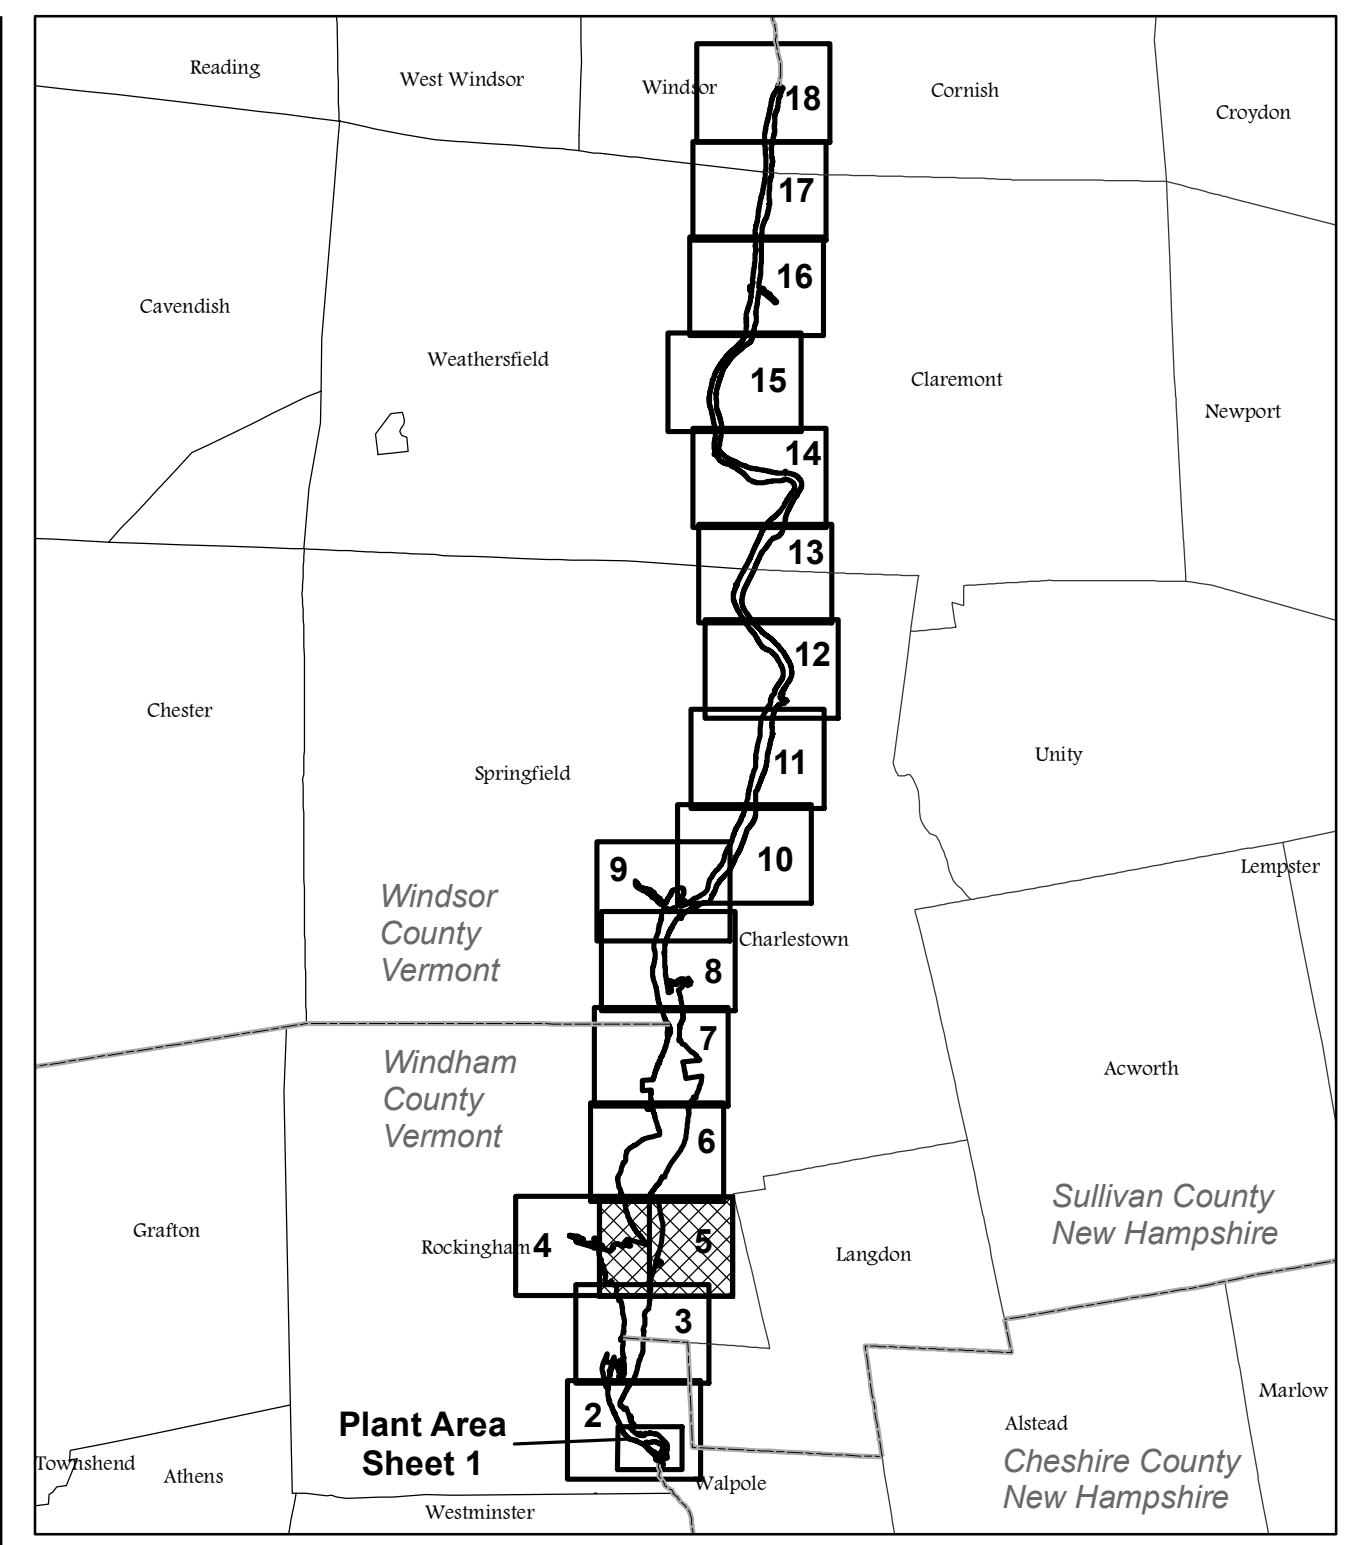 Reading
West Windsor
Windsor
18
Cornish
Croydon
17
16
Cavendish
Weathersfield
15
Claremont
Newport
14
13
12
Chester
Springfield
11
Unity
10
9
Lempster
Windsor
County
Vermont
Charlestown
8
7
Windham
County
Vermont
Acworth
6
Sullivan County
New Hampshire
Grafton
Rockingham
4
5
Langdon
3
Marlow
2
Plant Area
Sheet 1
Alstead
Cheshire County
New Hampshire
Townshend
Athens
Walpole
Westminster